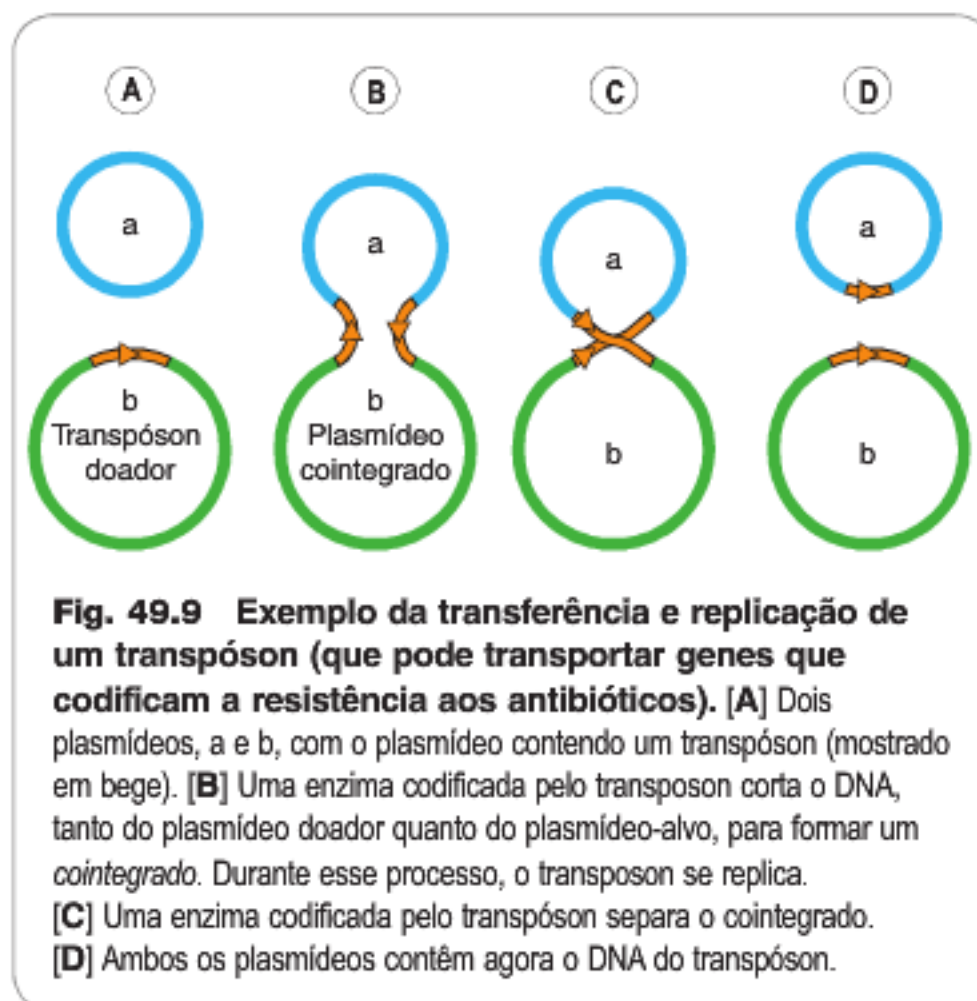 A B C D
a a a a
b
Transpóson
doador
b
Plasmídeo
cointegrado
b b
Fig. 49.9 Exemplo da transferência e replicação de
um transpóson (que pode transportar genes que
codificam a resistência aos antibióticos). [A] Dois
plasmídeos, a e b, com o plasmídeo contendo um transpóson (mostrado
em bege). [B] Uma enzima codificada pelo transposon corta o DNA,
tanto do plasmídeo doador quanto do plasmídeo-alvo, para formar um
cointegrado. Durante esse processo, o transposon se replica.
[C] Uma enzima codificada pelo transpóson separa o cointegrado.
[D] Ambos os plasmídeos contêm agora o DNA do transpóson.